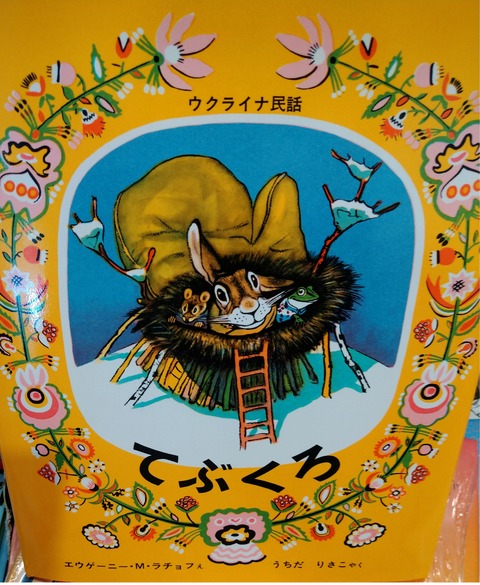 ウクライナ民話
てぶくろ
エウゲーニー・M・ラチョフえ うちだ りさこやく